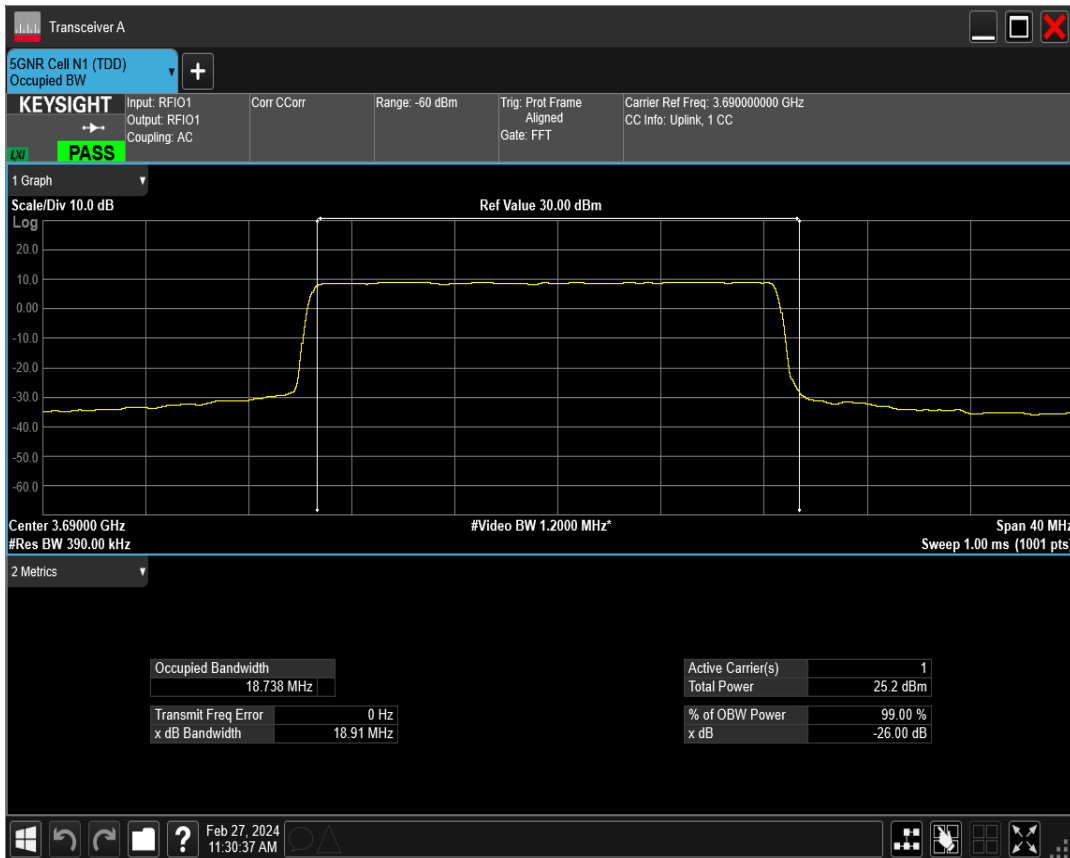 Transceiver A
5GNR Cell N1 (TDD)
Occupied BW
+
KEYSIGHT
LXI
PASS
Input: RFIO1
Output: RFIO1
Coupling: AC
Corr CCorr
Range: -60 dBm
Trig: Prot Frame
Aligned
Gate: FFT
Carrier Ref Freq: 3.690000000 GHz
CC Info: Uplink, 1 CC
1 Graph
Scale/Div 10.0 dB
Ref Value 30.00 dBm
Log
20.0
10.0
0.00
-10.0
-20.0
-30.0
-40.0
-50.0
-60.0
Center 3.69000 GHz
#Video BW 1.2000 MHz*
Span 40 MHz
#Res BW 390.00 kHz
Sweep 1.00 ms (1001 pts)
2 Metrics
Occupied Bandwidth
18.738 MHz
Transmit Freq Error 0 Hz
x dB Bandwidth 18.91 MHz
Active Carrier(s) 1
Total Power 25.2 dBm
% of OBW Power 99.00 %
x dB -26.00 dB
?
Feb 27, 2024
11:30:37 AM